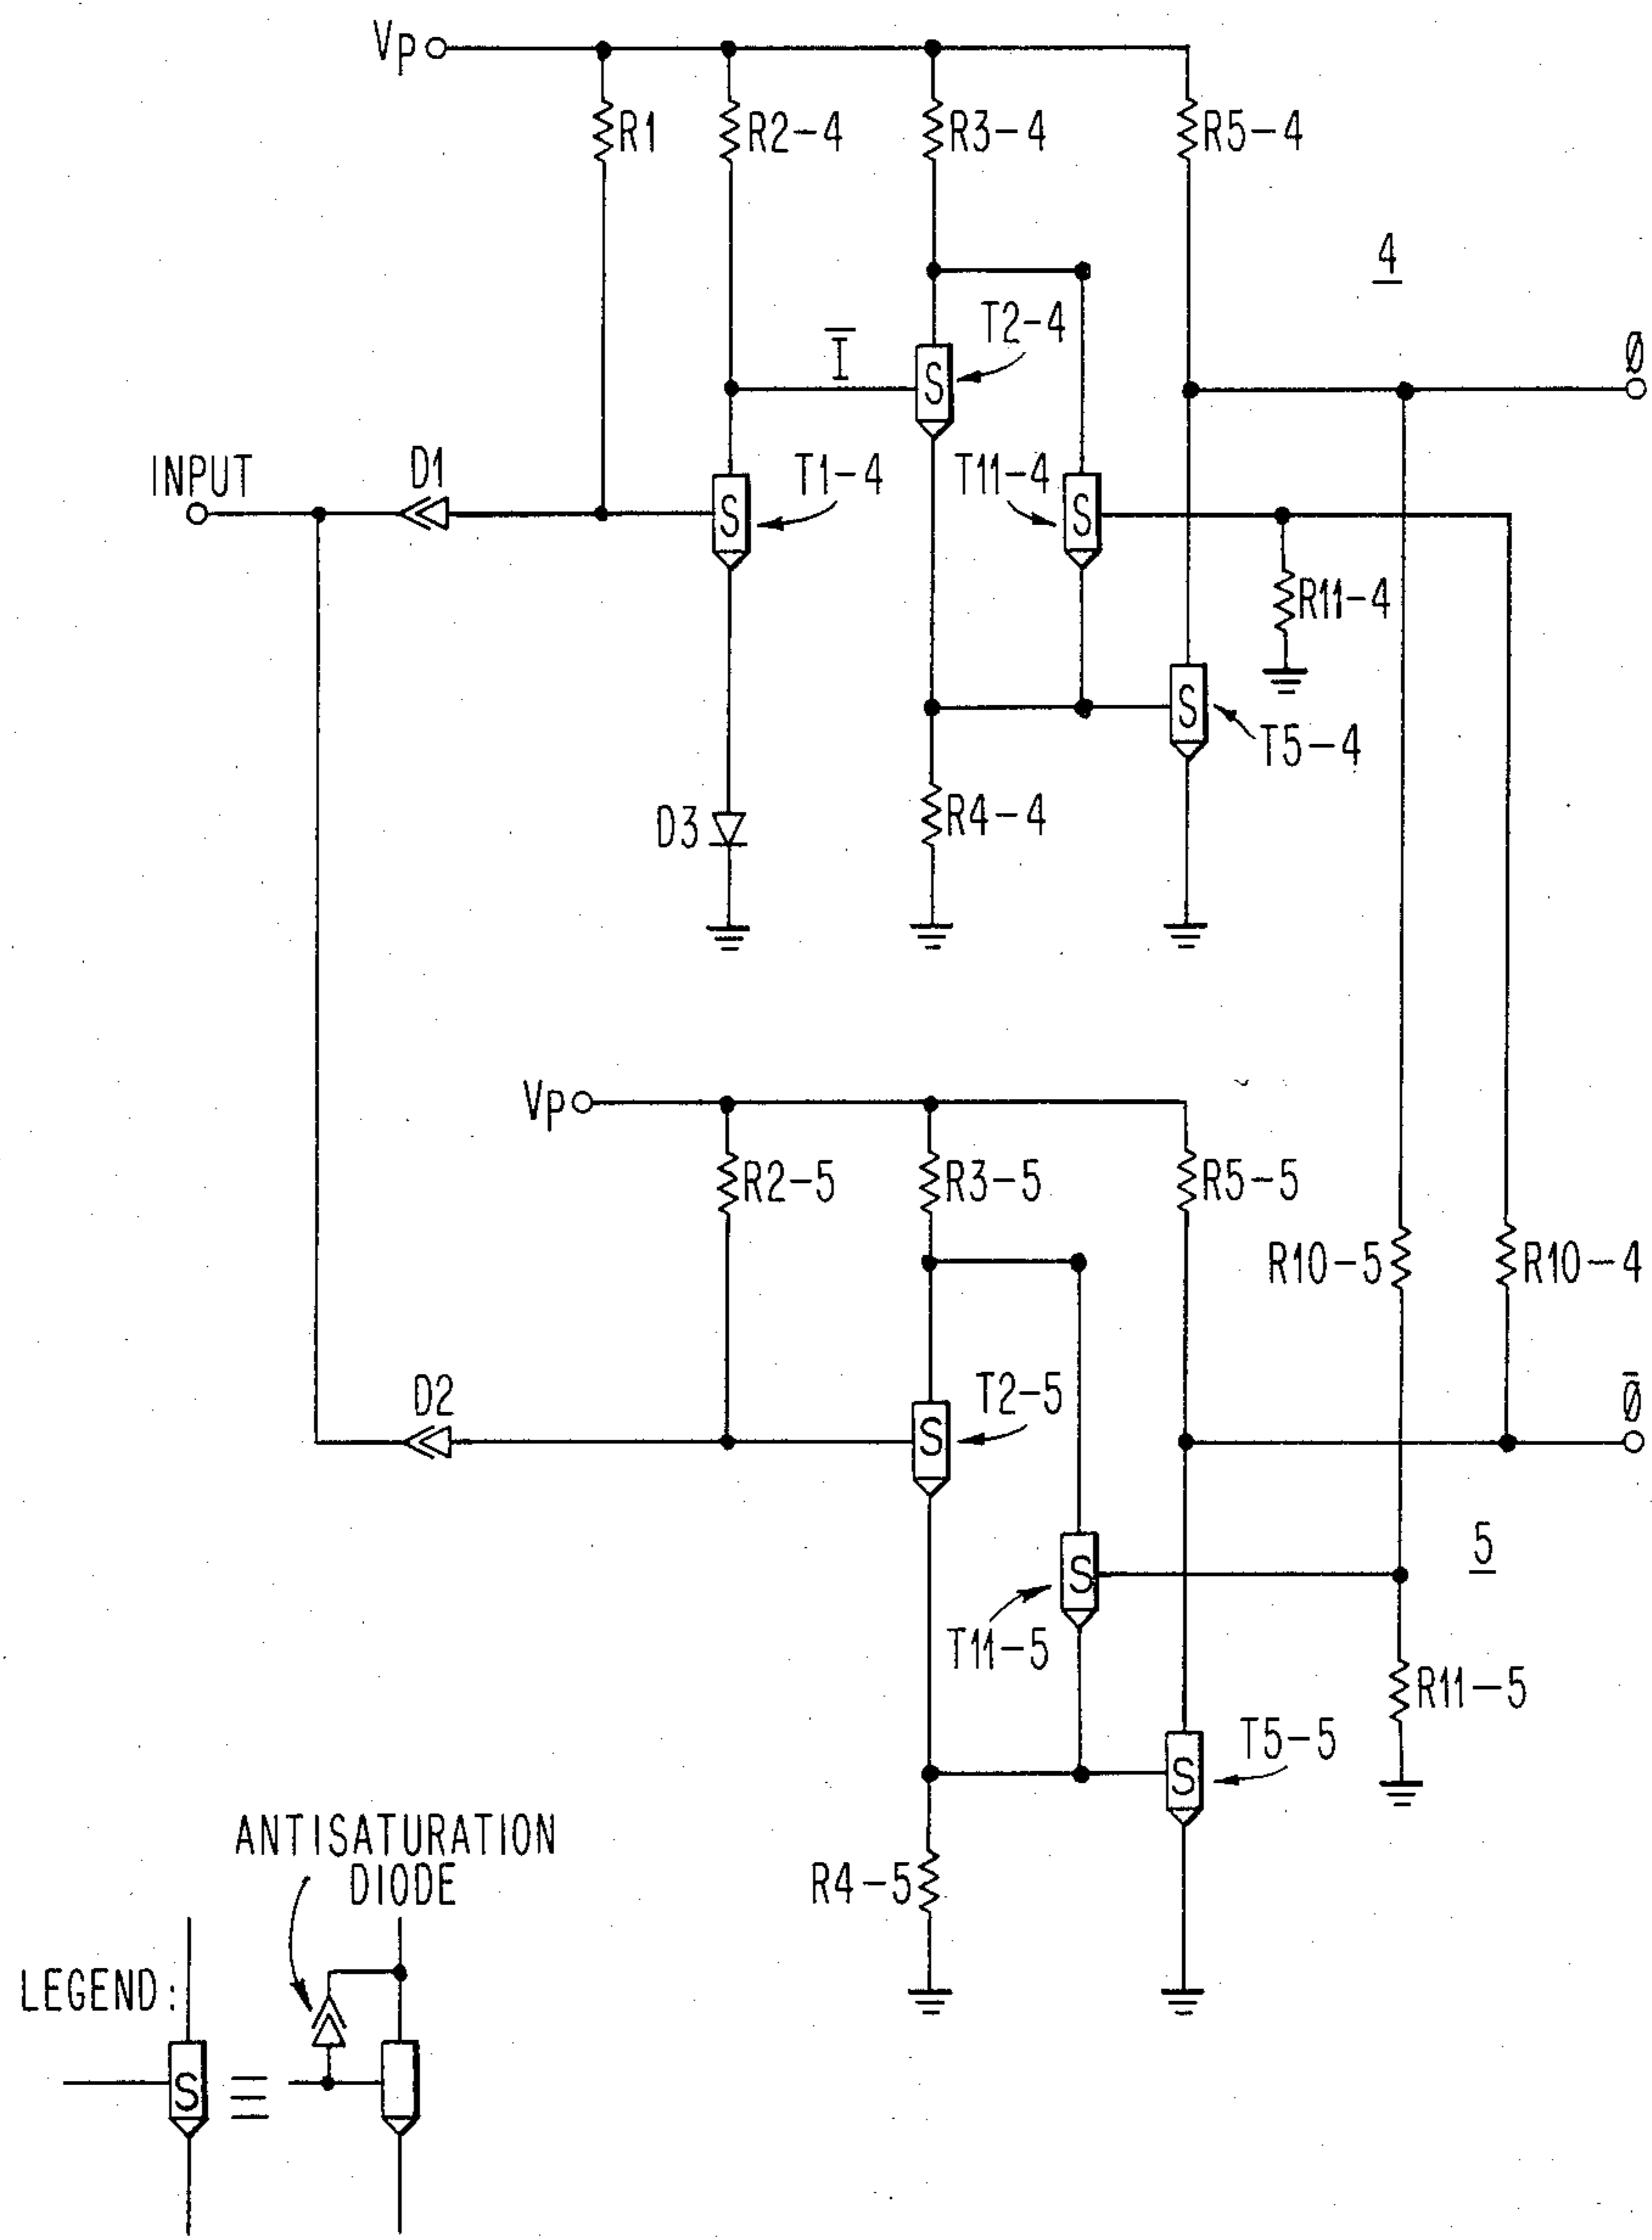 Vp
R1
R2-4
R3-4
R5-4
4
T2-4
Ī
Ø
INPUT
D1
T1-4
T11-4
S
S
S
R11-4
S
T5-4
D3
R4-4
Vp
R2-5
R3-5
R5-5
R10-5
R10-4
D2
T2-5
Ø̄
S
5
S
T11-5
R11-5
T5-5
S
ANTISATURATION
DIODE
R4-5
LEGEND:
S